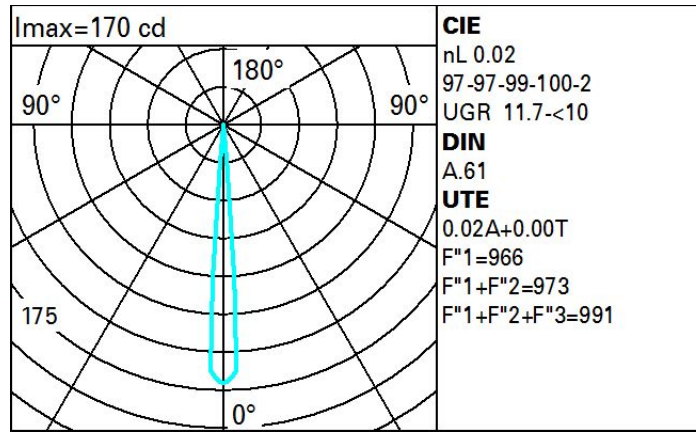 Imax=170 cd
180°
90°
90°
175
0°
CIE
nL 0.02
97-97-99-100-2
UGR 11.7-<10
DIN
A.61
UTE
0.02A+0.00T
F"1=966
F"1+F"2=973
F"1+F"2+F"3=991